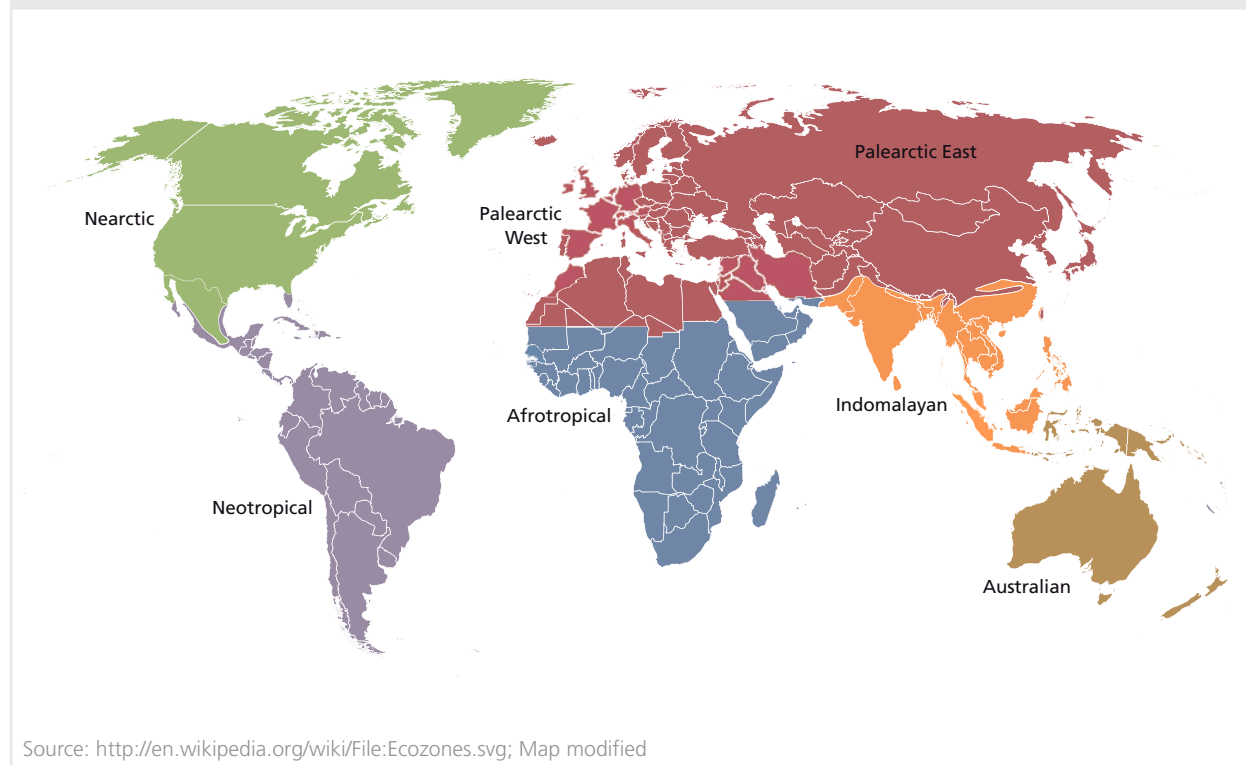 Palearctic East
Nearctic
Palearctic
West
Indomalayan
Afrotropical
Neotropical
Australian
Source: http://en.wikipedia.org/wiki/File:Ecozones.svg; Map modified